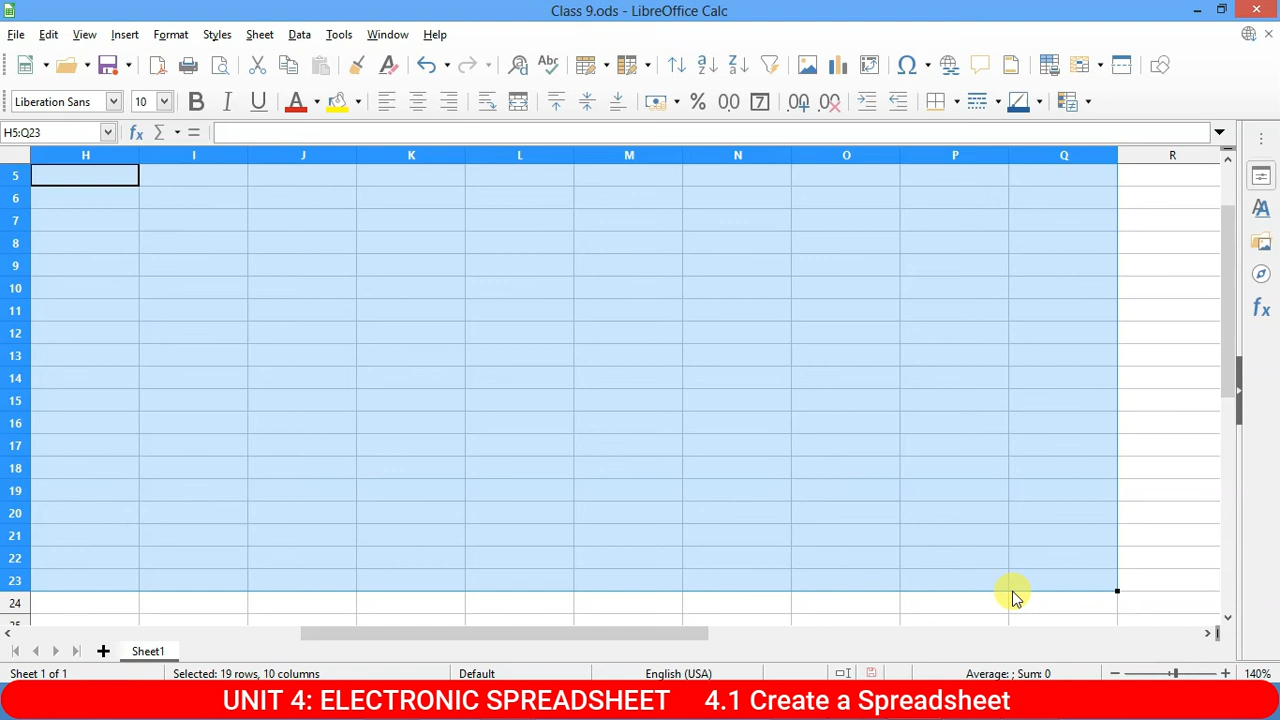 Class 9.ods - LibreOffice Calc
File Edit View Insert Format Styles Sheet Data Tools Window Help
Liberation Sans 10
H5:Q23
H I J K L M N O P Q R
5
6
7
8
9
10
11
12
13
14
15
16
17
18
19
20
21
22
23
24
Sheet1
Sheet 1 of 1 Selected: 19 rows, 10 columns Default English (USA) Average: ; Sum: 0 140%
UNIT 4: ELECTRONIC SPREADSHEET 4.1 Create a Spreadsheet